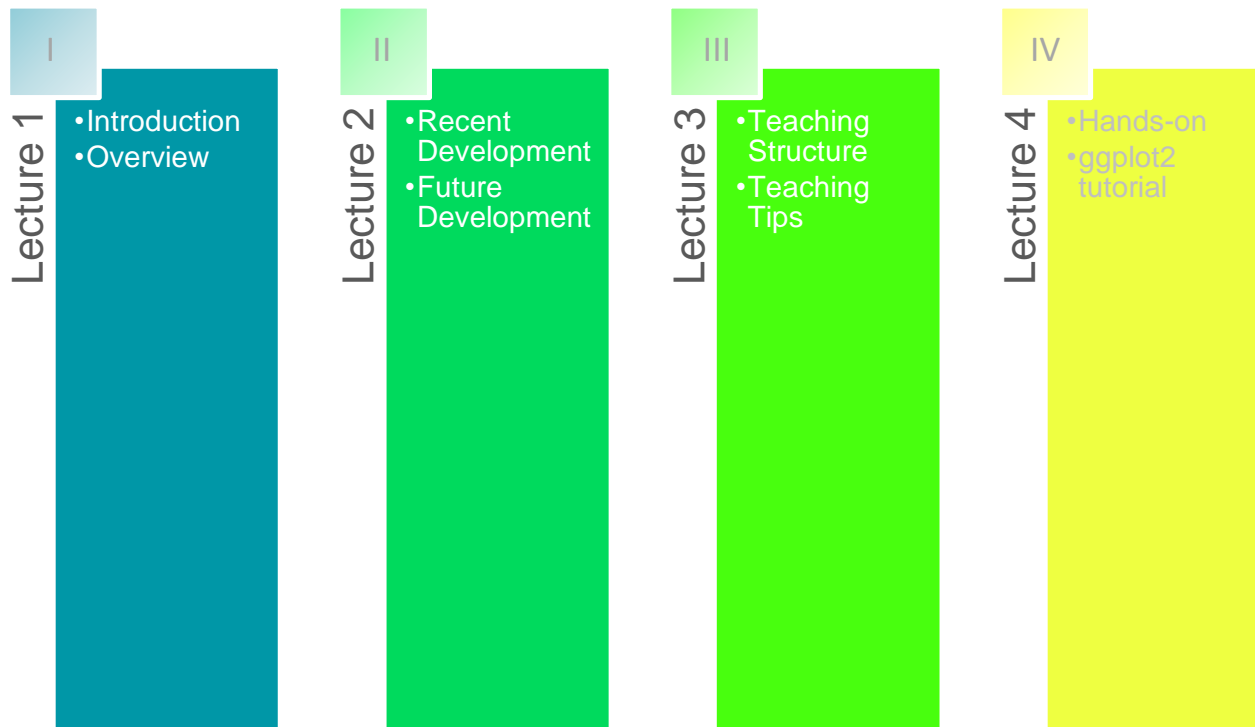 I
Lecture 1
•Introduction
•Overview
II
Lecture 2
•Recent
Development
•Future
Development
III
Lecture 3
•Teaching
Structure
•Teaching
Tips
IV
Lecture 4
•Hands-on
•ggplot2
tutorial